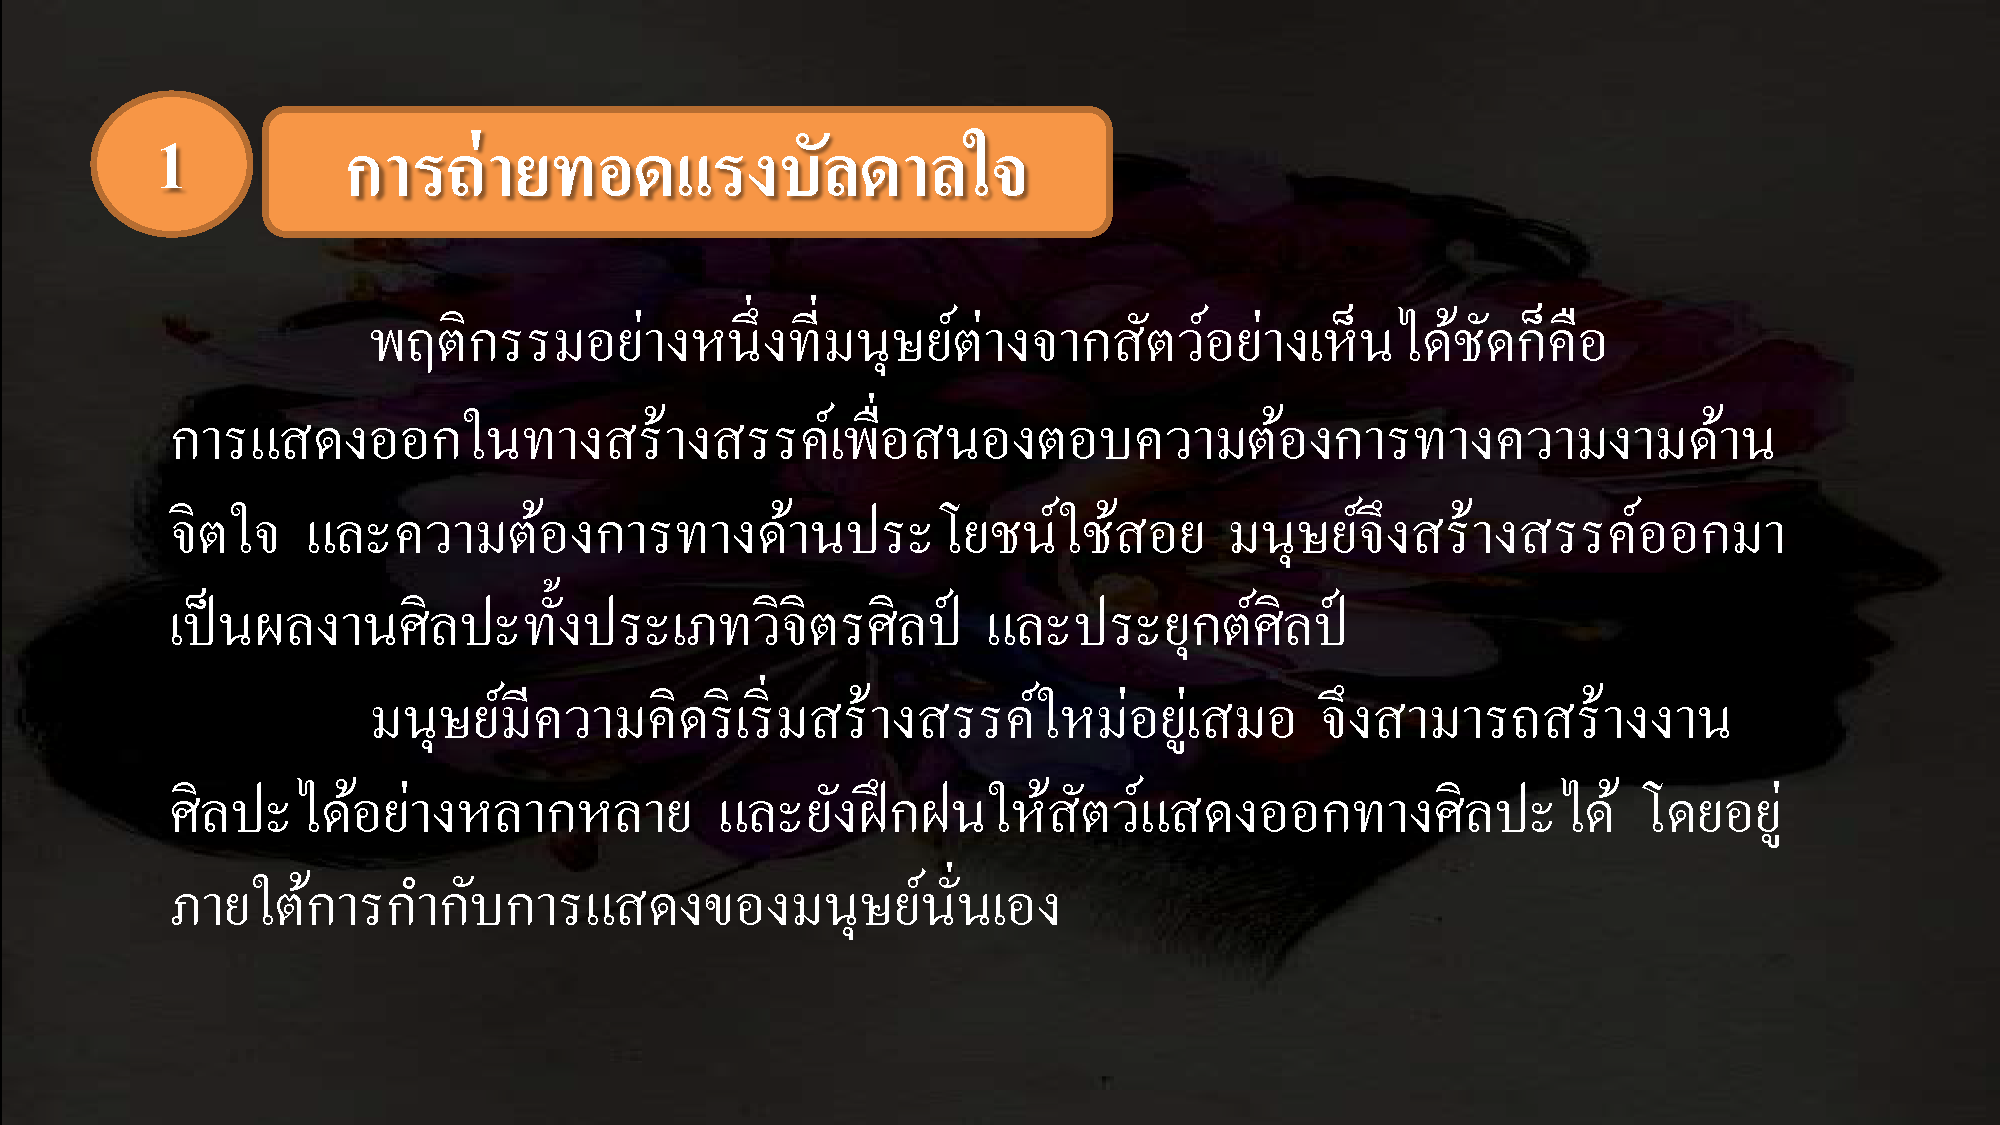 1
การถ่ายทอดแรงบัลดาลใจ
พฤติกรรมอย่างหนึ่งที่มนุษย์ต่างจากสัตว์อย่างเห็นได้ชัดก็คือ
การแสดงออกในทางสร้างสรรค์เพื่อสนองตอบความต้องการทางความงามด้าน
จิตใจ และความต้องการทางด้านประโยชน์ใช้สอย มนุษย์จึงสร้างสรรค์ออกมา
เป็นผลงานศิลปะทั้งประเภทวิจิตรศิลป์ และประยุกต์ศิลป์
มนุษย์มีความคิดริเริ่มสร้างสรรค์ใหม่อยู่เสมอ จึงสามารถสร้างงาน
ศิลปะได้อย่างหลากหลาย และยังฝึกฝนให้สัตว์แสดงออกทางศิลปะได้ โดยอยู่
ภายใต้การกำกับการแสดงของมนุษย์นั่นเอง